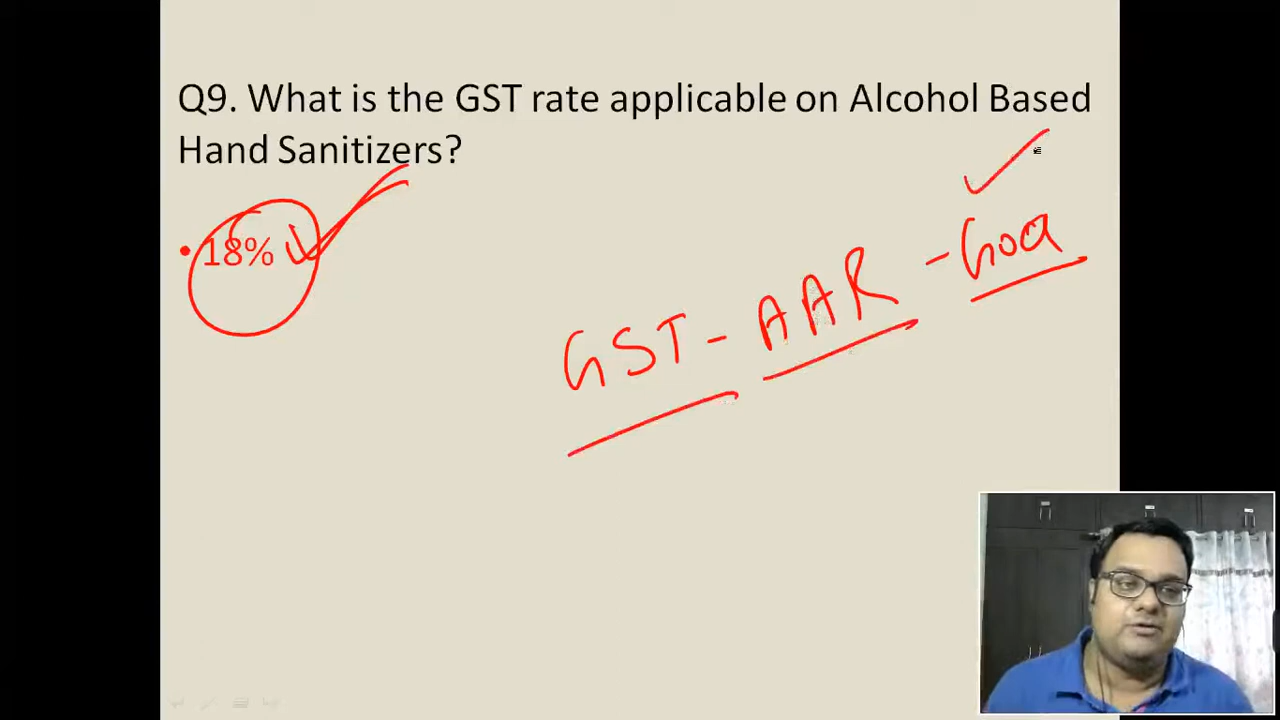 Q9. What is the GST rate applicable on Alcohol Based
Hand Sanitizers?
• 18%
GST - AAR - Goa